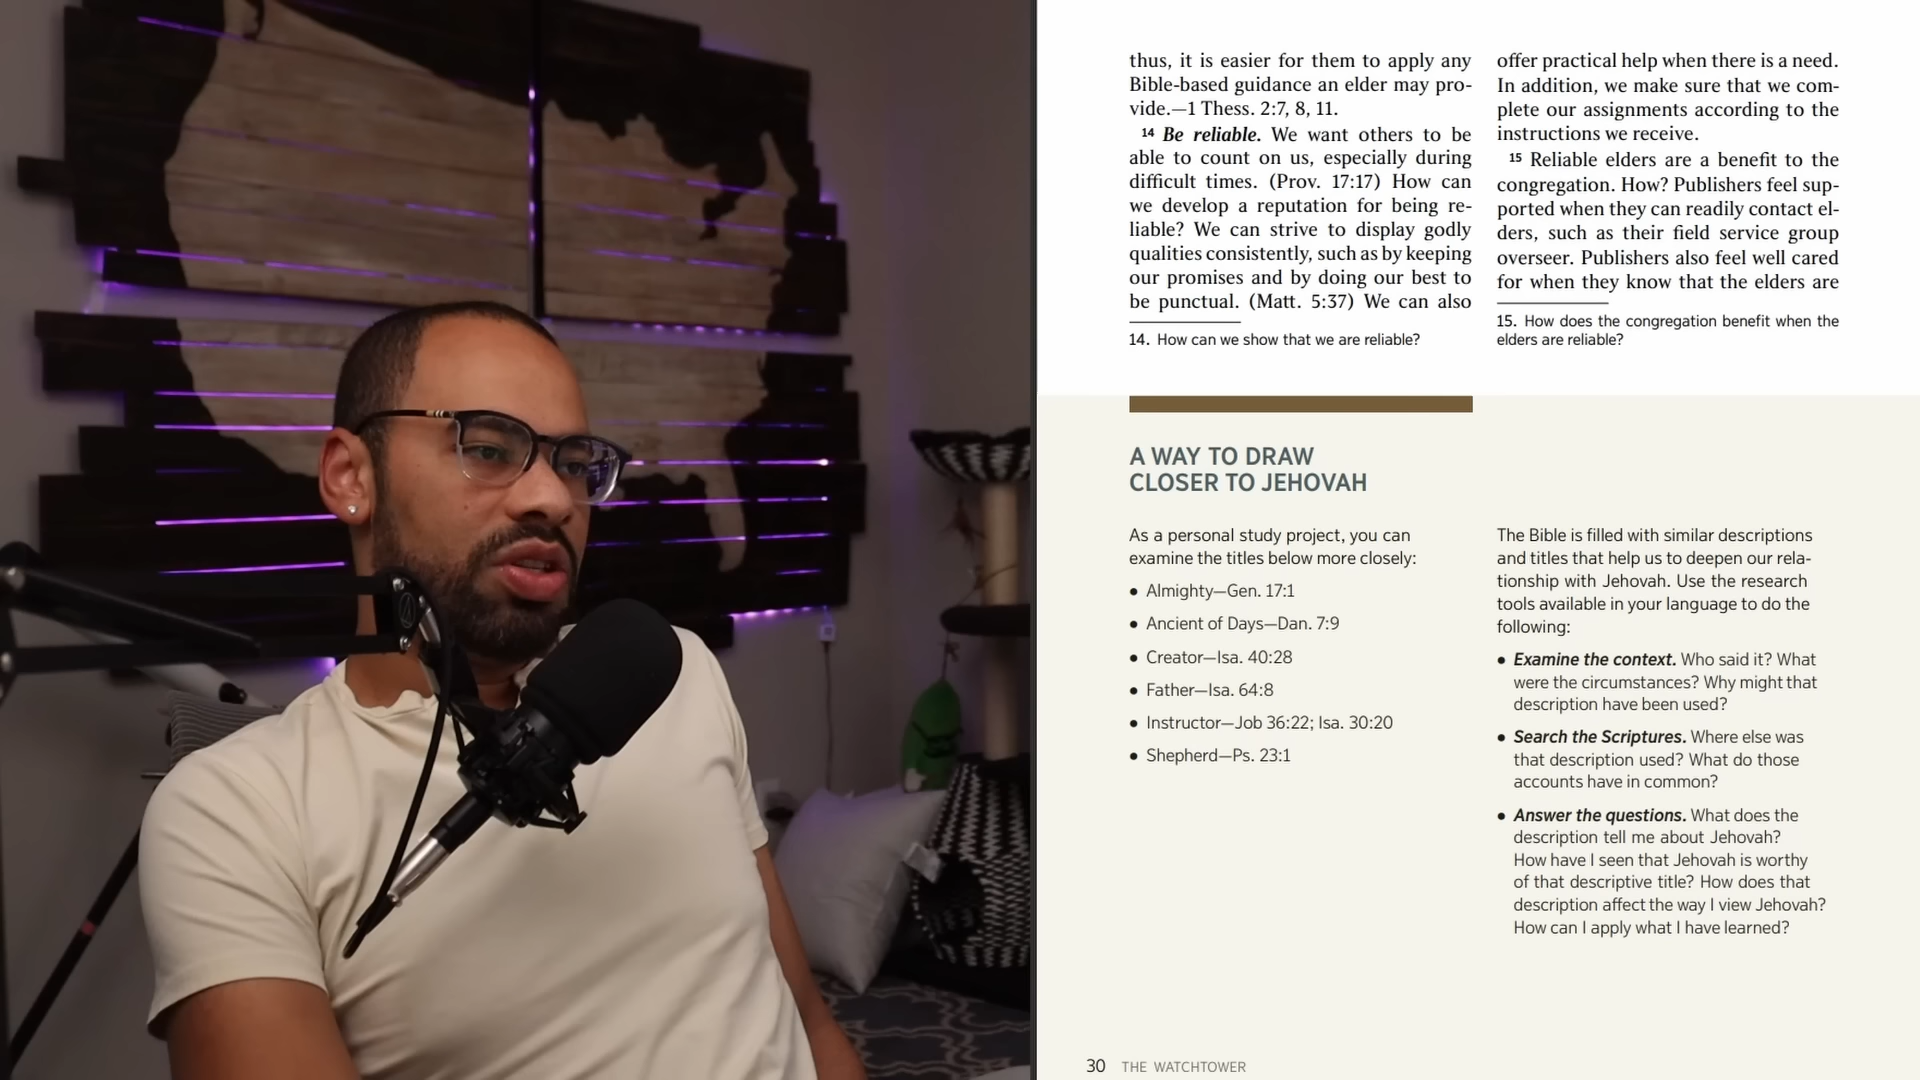 thus, it is easier for them to apply any
Bible-based guidance an elder may pro-
vide.—1 Thess. 2:7, 8, 11.
14 Be reliable. We want others to be
able to count on us, especially during
difficult times. (Prov. 17:17) How can
we develop a reputation for being re-
liable? We can strive to display godly
qualities consistently, such as by keeping
our promises and by doing our best to
be punctual. (Matt. 5:37) We can also
14. How can we show that we are reliable?
offer practical help when there is a need.
In addition, we make sure that we com-
plete our assignments according to the
instructions we receive.
15 Reliable elders are a benefit to the
congregation. How? Publishers feel sup-
ported when they can readily contact el-
ders, such as their field service group
overseer. Publishers also feel well cared
for when they know that the elders are
15. How does the congregation benefit when the
elders are reliable?
A WAY TO DRAW
CLOSER TO JEHOVAH
As a personal study project, you can
examine the titles below more closely:
• Almighty—Gen. 17:1
• Ancient of Days—Dan. 7:9
• Creator—Isa. 40:28
• Father—Isa. 64:8
• Instructor—Job 36:22; Isa. 30:20
• Shepherd—Ps. 23:1
The Bible is filled with similar descriptions
and titles that help us to deepen our rela-
tionship with Jehovah. Use the research
tools available in your language to do the
following:
• Examine the context. Who said it? What
were the circumstances? Why might that
description have been used?
• Search the Scriptures. Where else was
that description used? What do those
accounts have in common?
• Answer the questions. What does the
description tell me about Jehovah?
How have I seen that Jehovah is worthy
of that descriptive title? How does that
description affect the way I view Jehovah?
How can I apply what I have learned?
30 THE WATCHTOWER